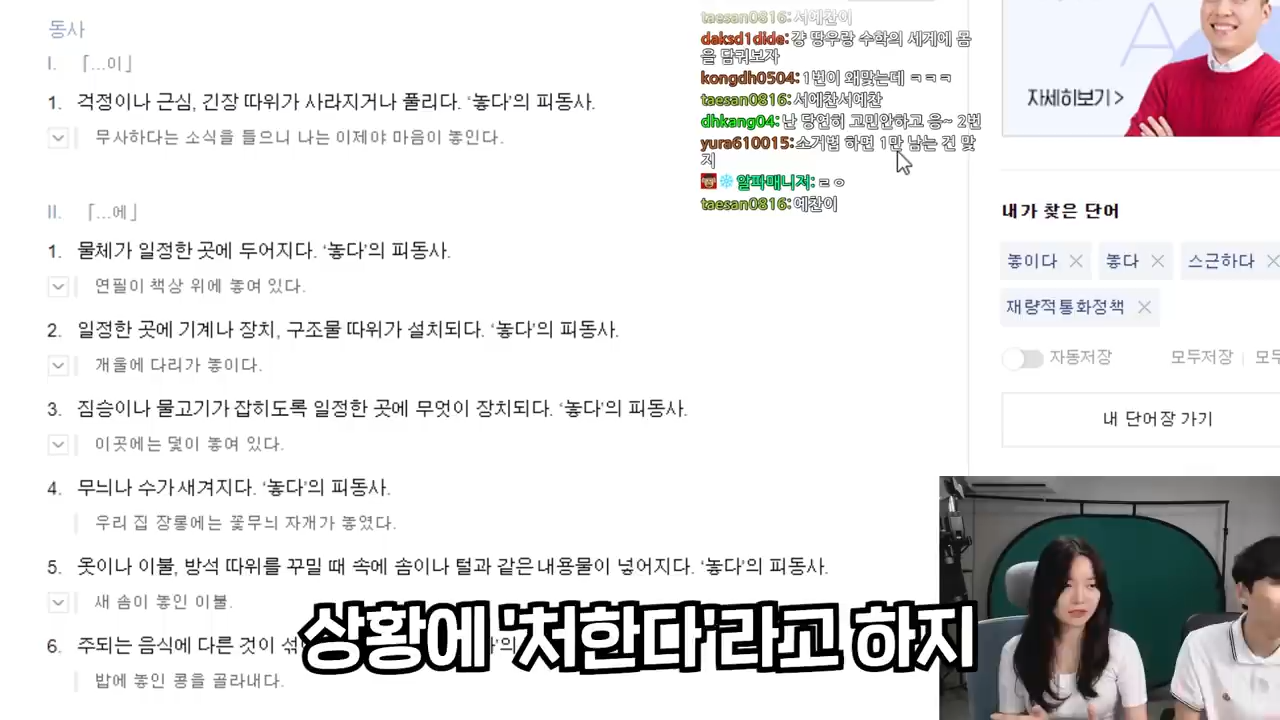 동사
I. 「…이」
1. 걱정이나 근심, 긴장 따위가 사라지거나 풀리다. ‘놓다’의 피동사.
무사하다는 소식을 들으니 나는 이제야 마음이 놓인다.
II. 「…에」
1. 물체가 일정한 곳에 두어지다. ‘놓다’의 피동사.
연필이 책상 위에 놓여 있다.
2. 일정한 곳에 기계나 장치, 구조물 따위가 설치되다. ‘놓다’의 피동사.
개울에 다리가 놓이다.
3. 짐승이나 물고기가 잡히도록 일정한 곳에 무엇이 장치되다. ‘놓다’의 피동사.
이곳에는 덫이 놓여 있다.
4. 무늬나 수가 새겨지다. ‘놓다’의 피동사.
우리 집 장롱에는 꽃무늬 자개가 놓였다.
5. 옷이나 이불, 방석 따위를 꾸밀 때 속에 솜이나 털과 같은 내용물이 넣어지다. ‘놓다’의 피동사.
새 솜이 놓인 이불.
6. 주되는 음식에 다른 것이 섞
밥에 놓인 콩을 골라내다.
taesan0816: 서예찬이
daksd1dide: 걍 땅우랑 수학의 세계에 몸
을 담궈보자
kongdh0504: 1번이 왜맞는데 ㅋㅋㅋ
taesan0816: 서예찬서예찬
dhkang04: 난 당연히 고민안하고 응~ 2번
yura610015: 소거법 하면 1만 남는 건 맞
지
알파매니저: ㄹㅇ
taesan0816: 예찬이
A
자세히보기 >
내가 찾은 단어
놓이다 × 놓다 × 스근하다 ×
재량적통화정책 ×
자동저장 모두저장 | 모두
내 단어장 가기
상황에 '처한다'라고 하지